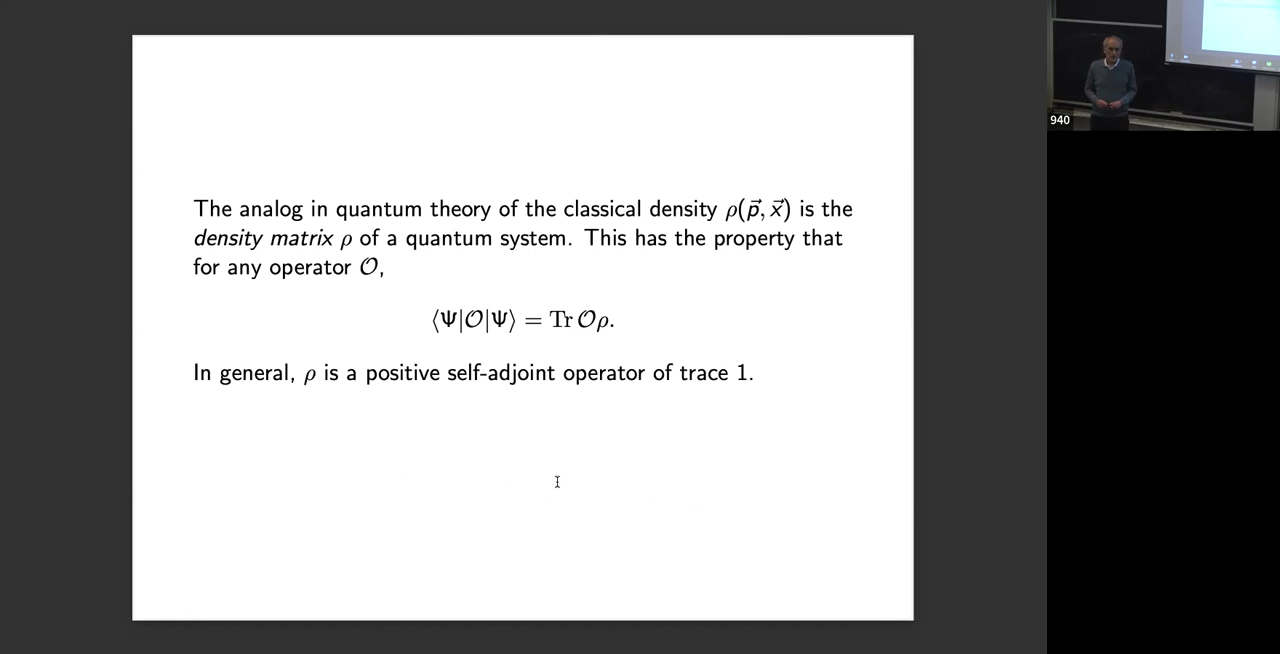 The analog in quantum theory of the classical density ρ(p⃗, x⃗) is the
density matrix ρ of a quantum system. This has the property that
for any operator 𝒪,
⟨Ψ|𝒪|Ψ⟩ = Tr 𝒪ρ.
In general, ρ is a positive self-adjoint operator of trace 1.
940